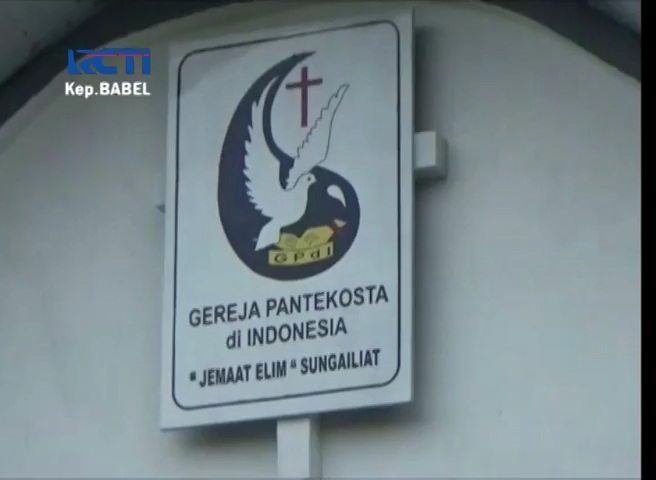 RCTI
Kep.BABEL
GPdI
GEREJA PANTEKOSTA
di INDONESIA
"JEMAAT ELIM" SUNGAILIAT